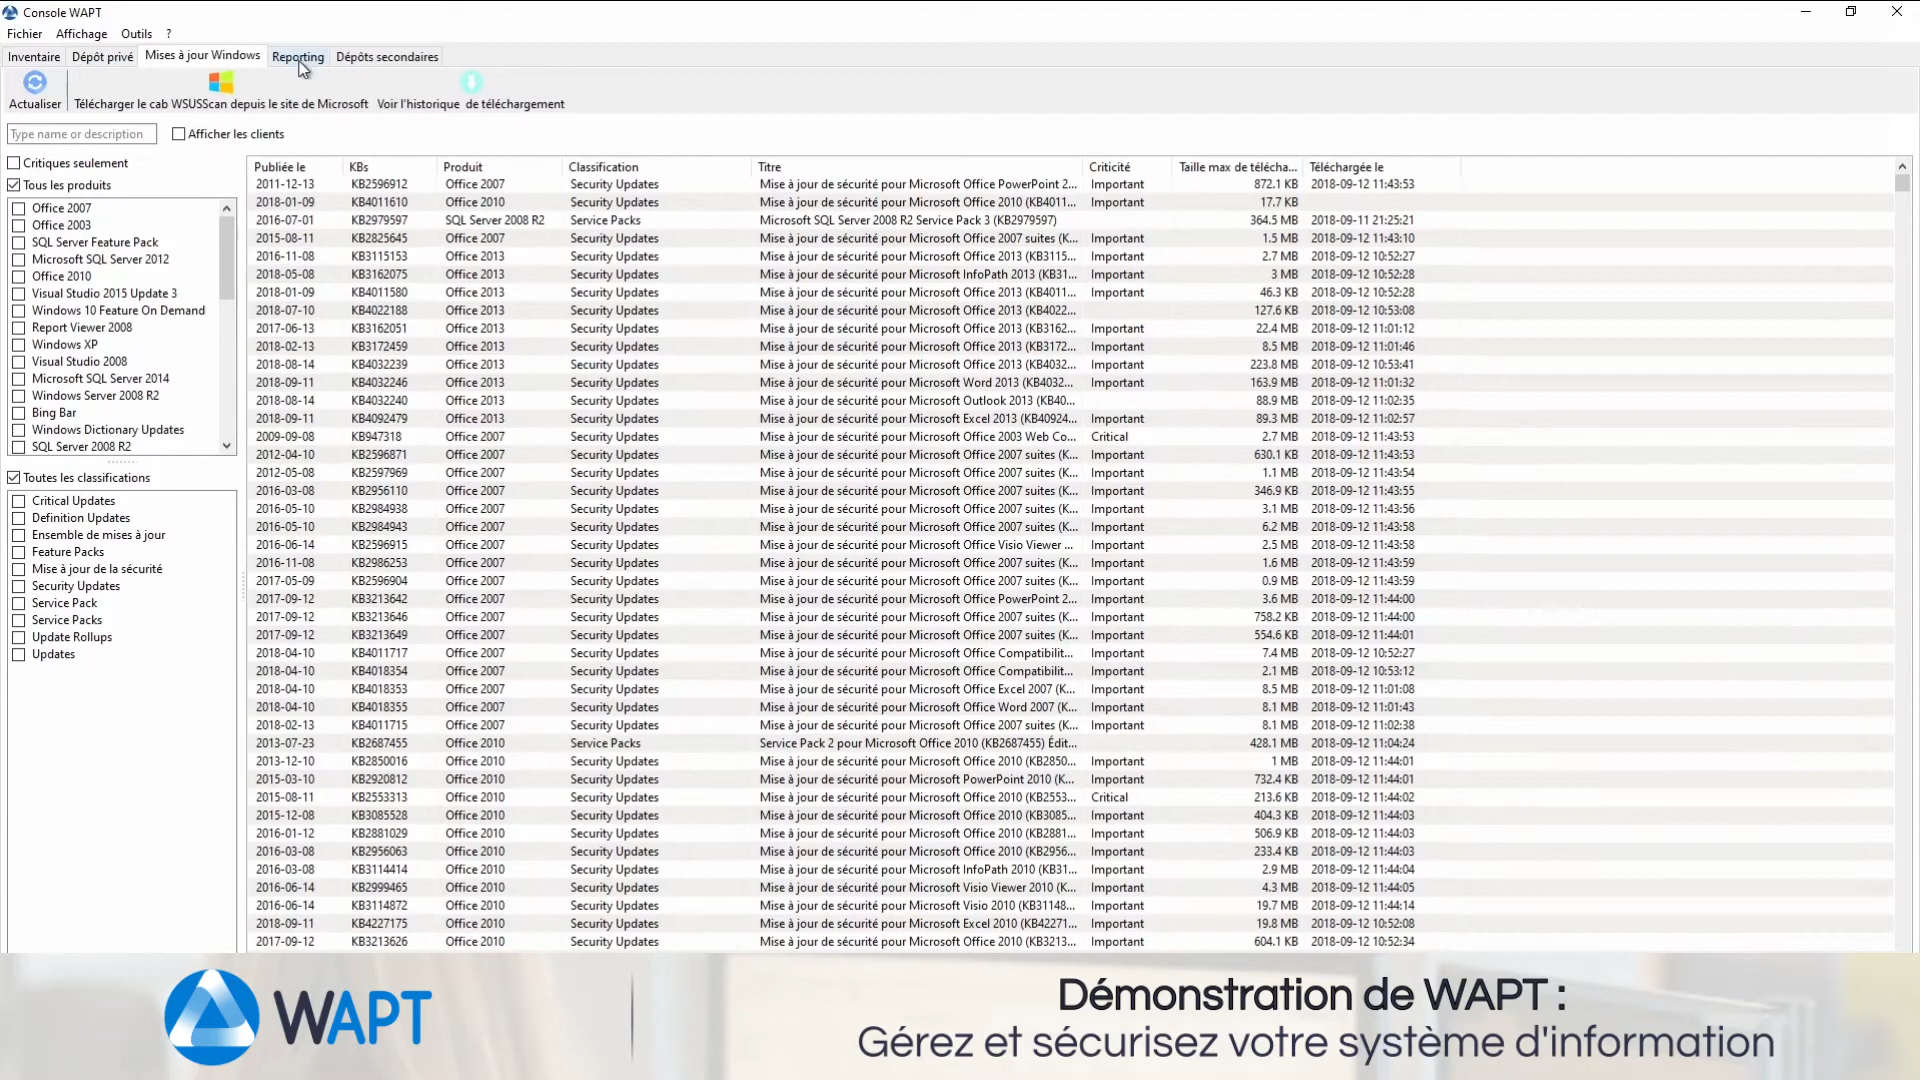 Console WAPT
Fichier Affichage Outils ?
Inventaire Dépôt privé Mises à jour Windows Reporting Dépôts secondaires
Actualiser Télécharger le cab WSUSScan depuis le site de Microsoft Voir l'historique de téléchargement
Type name or description Afficher les clients
Critiques seulement
Tous les produits
Office 2007
Office 2003
SQL Server Feature Pack
Microsoft SQL Server 2012
Office 2010
Visual Studio 2015 Update 3
Windows 10 Feature On Demand
Report Viewer 2008
Windows XP
Visual Studio 2008
Microsoft SQL Server 2014
Windows Server 2008 R2
Bing Bar
Windows Dictionary Updates
SQL Server 2008 R2
Toutes les classifications
Critical Updates
Definition Updates
Ensemble de mises à jour
Feature Packs
Mise à jour de la sécurité
Security Updates
Service Pack
Service Packs
Update Rollups
Updates
Publiée le KBs Produit Classification Titre Criticité Taille max de télécha... Téléchargée le
2011-12-13 KB2596912 Office 2007 Security Updates Mise à jour de sécurité pour Microsoft Office PowerPoint 2... Important 872.1 KB 2018-09-12 11:43:53
2018-01-09 KB4011610 Office 2010 Security Updates Mise à jour de sécurité pour Microsoft Office 2010 (KB4011... Important 17.7 KB
2016-07-01 KB2979597 SQL Server 2008 R2 Service Packs Microsoft SQL Server 2008 R2 Service Pack 3 (KB2979597) 364.5 MB 2018-09-11 21:25:21
2015-08-11 KB2825645 Office 2007 Security Updates Mise à jour de sécurité pour Microsoft Office 2007 suites (K... Important 1.5 MB 2018-09-12 11:43:10
2016-11-08 KB3115153 Office 2013 Security Updates Mise à jour de sécurité pour Microsoft Office 2013 (KB3115... Important 2.7 MB 2018-09-12 10:52:27
2018-05-08 KB3162075 Office 2013 Security Updates Mise à jour de sécurité pour Microsoft InfoPath 2013 (KB31... Important 3 MB 2018-09-12 10:52:28
2018-01-09 KB4011580 Office 2013 Security Updates Mise à jour de sécurité pour Microsoft Office 2013 (KB4011... Important 46.3 KB 2018-09-12 10:52:28
2018-07-10 KB4022188 Office 2013 Security Updates Mise à jour de sécurité pour Microsoft Office 2013 (KB4022... 127.6 KB 2018-09-12 10:53:08
2017-06-13 KB3162051 Office 2013 Security Updates Mise à jour de sécurité pour Microsoft Office 2013 (KB3162... Important 22.4 MB 2018-09-12 11:01:12
2018-02-13 KB3172459 Office 2013 Security Updates Mise à jour de sécurité pour Microsoft Office 2013 (KB3172... Important 8.5 MB 2018-09-12 11:01:46
2018-08-14 KB4032239 Office 2013 Security Updates Mise à jour de sécurité pour Microsoft Office 2013 (KB4032... Important 223.8 MB 2018-09-12 10:53:41
2018-09-11 KB4032246 Office 2013 Security Updates Mise à jour de sécurité pour Microsoft Word 2013 (KB4032... Important 163.9 MB 2018-09-12 11:01:32
2018-08-14 KB4032240 Office 2013 Security Updates Mise à jour de sécurité pour Microsoft Outlook 2013 (KB40... 88.9 MB 2018-09-12 11:02:35
2018-09-11 KB4092479 Office 2013 Security Updates Mise à jour de sécurité pour Microsoft Excel 2013 (KB40924... Important 89.3 MB 2018-09-12 11:02:57
2009-09-08 KB947318 Office 2007 Security Updates Mise à jour de sécurité pour Microsoft Office 2003 Web Co... Critical 2.7 MB 2018-09-12 11:43:53
2012-04-10 KB2596871 Office 2007 Security Updates Mise à jour de sécurité pour Microsoft Office 2007 suites (K... Important 630.1 KB 2018-09-12 11:43:53
2012-05-08 KB2597969 Office 2007 Security Updates Mise à jour de sécurité pour Microsoft Office 2007 suites (K... Important 1.1 MB 2018-09-12 11:43:54
2016-03-08 KB2956110 Office 2007 Security Updates Mise à jour de sécurité pour Microsoft Office 2007 suites (K... Important 346.9 KB 2018-09-12 11:43:55
2016-05-10 KB2984938 Office 2007 Security Updates Mise à jour de sécurité pour Microsoft Office 2007 suites (K... Important 3.1 MB 2018-09-12 11:43:56
2016-05-10 KB2984943 Office 2007 Security Updates Mise à jour de sécurité pour Microsoft Office 2007 suites (K... Important 6.2 MB 2018-09-12 11:43:58
2016-06-14 KB2596915 Office 2007 Security Updates Mise à jour de sécurité pour Microsoft Office Visio Viewer ... Important 2.5 MB 2018-09-12 11:43:58
2016-11-08 KB2986253 Office 2007 Security Updates Mise à jour de sécurité pour Microsoft Office 2007 suites (K... Important 1.6 MB 2018-09-12 11:43:59
2017-05-09 KB2596904 Office 2007 Security Updates Mise à jour de sécurité pour Microsoft Office 2007 suites (K... Important 0.9 MB 2018-09-12 11:43:59
2017-09-12 KB3213642 Office 2007 Security Updates Mise à jour de sécurité pour Microsoft Office PowerPoint 2... Important 3.6 MB 2018-09-12 11:44:00
2017-09-12 KB3213646 Office 2007 Security Updates Mise à jour de sécurité pour Microsoft Office 2007 suites (K... Important 758.2 KB 2018-09-12 11:44:00
2017-09-12 KB3213649 Office 2007 Security Updates Mise à jour de sécurité pour Microsoft Office 2007 suites (K... Important 554.6 KB 2018-09-12 11:44:01
2018-04-10 KB4011717 Office 2007 Security Updates Mise à jour de sécurité pour Microsoft Office Compatibilit... Important 7.4 MB 2018-09-12 10:52:27
2018-04-10 KB4018354 Office 2007 Security Updates Mise à jour de sécurité pour Microsoft Office Compatibilit... Important 2.1 MB 2018-09-12 10:53:12
2018-04-10 KB4018353 Office 2007 Security Updates Mise à jour de sécurité pour Microsoft Office Excel 2007 (K... Important 8.5 MB 2018-09-12 11:01:08
2018-04-10 KB4018355 Office 2007 Security Updates Mise à jour de sécurité pour Microsoft Office Word 2007 (K... Important 8.1 MB 2018-09-12 11:01:43
2018-02-13 KB4011715 Office 2007 Security Updates Mise à jour de sécurité pour Microsoft Office 2007 suites (K... Important 8.1 MB 2018-09-12 11:02:38
2013-07-23 KB2687455 Office 2010 Service Packs Service Pack 2 pour Microsoft Office 2010 (KB2687455) Édit... 428.1 MB 2018-09-12 11:04:24
2013-12-10 KB2850016 Office 2010 Security Updates Mise à jour de sécurité pour Microsoft Office 2010 (KB2850... Important 1 MB 2018-09-12 11:44:01
2015-03-10 KB2920812 Office 2010 Security Updates Mise à jour de sécurité pour Microsoft PowerPoint 2010 (K... Important 732.4 KB 2018-09-12 11:44:01
2015-08-11 KB2553313 Office 2010 Security Updates Mise à jour de sécurité pour Microsoft Office 2010 (KB2553... Critical 213.6 KB 2018-09-12 11:44:02
2015-12-08 KB3085528 Office 2010 Security Updates Mise à jour de sécurité pour Microsoft Office 2010 (KB3085... Important 404.3 KB 2018-09-12 11:44:03
2016-01-12 KB2881029 Office 2010 Security Updates Mise à jour de sécurité pour Microsoft Office 2010 (KB2881... Important 506.9 KB 2018-09-12 11:44:03
2016-03-08 KB2956063 Office 2010 Security Updates Mise à jour de sécurité pour Microsoft Office 2010 (KB2956... Important 233.4 KB 2018-09-12 11:44:03
2016-03-08 KB3114414 Office 2010 Security Updates Mise à jour de sécurité pour Microsoft InfoPath 2010 (KB31... Important 2.9 MB 2018-09-12 11:44:04
2016-06-14 KB2999465 Office 2010 Security Updates Mise à jour de sécurité pour Microsoft Visio Viewer 2010 (K... Important 4.3 MB 2018-09-12 11:44:05
2016-06-14 KB3114872 Office 2010 Security Updates Mise à jour de sécurité pour Microsoft Visio 2010 (KB31148... Important 19.7 MB 2018-09-12 11:44:14
2018-09-11 KB4227175 Office 2010 Security Updates Mise à jour de sécurité pour Microsoft Excel 2010 (KB42271... Important 19.8 MB 2018-09-12 10:52:08
2017-09-12 KB3213626 Office 2010 Security Updates Mise à jour de sécurité pour Microsoft Office 2010 (KB3213... Important 604.1 KB 2018-09-12 10:52:34
WAPT
Démonstration de WAPT :
Gérez et sécurisez votre système d'information